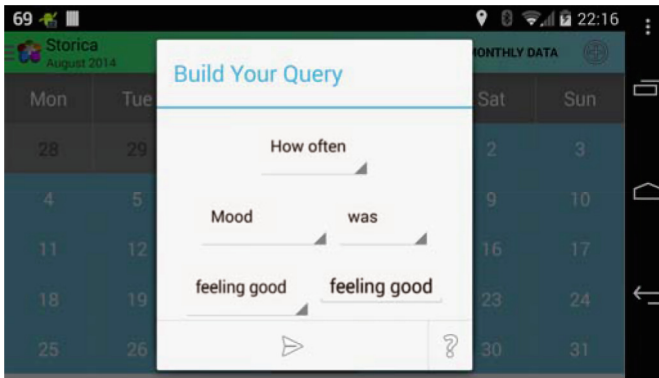 69 22:16
Storica
August 2014
MONTHLY DATA
Build Your Query
Mon Tue Sat Sun
28 29 2 3
How often
4 5 9 10
Mood was
11 12 16 17
feeling good feeling good
18 19 23 24
25 26 ? 30 31